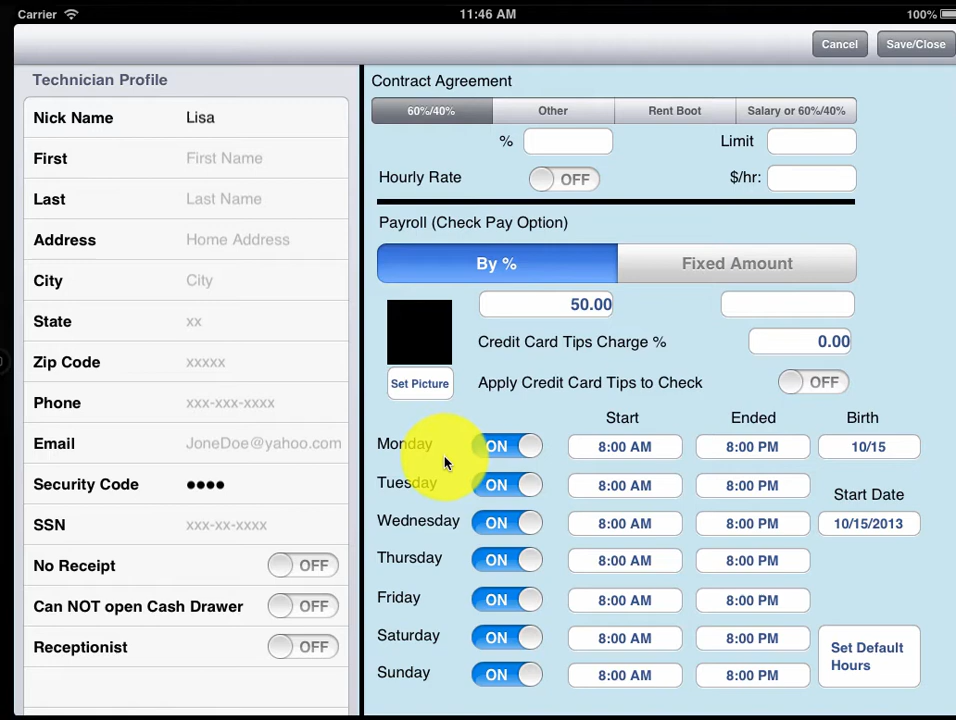 Carrier 11:46 AM 100%
Cancel Save/Close
Technician Profile
Nick Name Lisa
First First Name
Last Last Name
Address Home Address
City City
State xx
Zip Code xxxxx
Phone xxx-xxx-xxxx
Email JoneDoe@yahoo.com
Security Code ●●●●
SSN xxx-xx-xxxx
No Receipt OFF
Can NOT open Cash Drawer OFF
Receptionist OFF
Contract Agreement
60%/40% Other Rent Boot Salary or 60%/40%
% Limit
Hourly Rate OFF $/hr:
Payroll (Check Pay Option)
By % Fixed Amount
50.00
Credit Card Tips Charge % 0.00
Set Picture Apply Credit Card Tips to Check OFF
Start Ended Birth
Monday ON 8:00 AM 8:00 PM 10/15
Tuesday ON 8:00 AM 8:00 PM
Start Date
Wednesday ON 8:00 AM 8:00 PM 10/15/2013
Thursday ON 8:00 AM 8:00 PM
Friday ON 8:00 AM 8:00 PM
Saturday ON 8:00 AM 8:00 PM
Set Default
Hours
Sunday ON 8:00 AM 8:00 PM